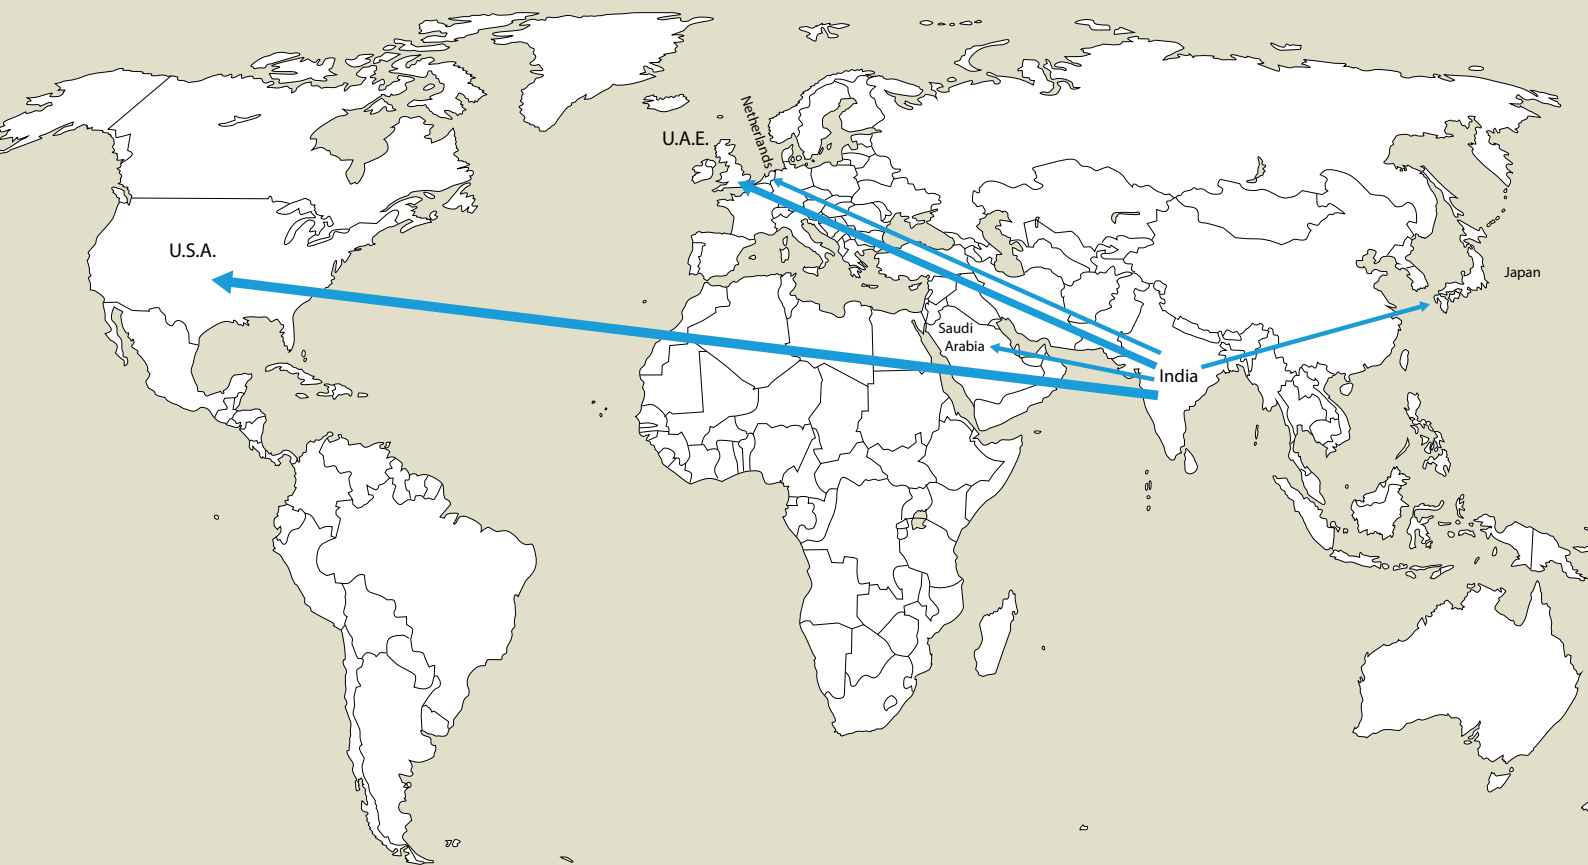 Netherlands
U.A.E.
U.S.A.
Japan
Saudi
Arabia
India